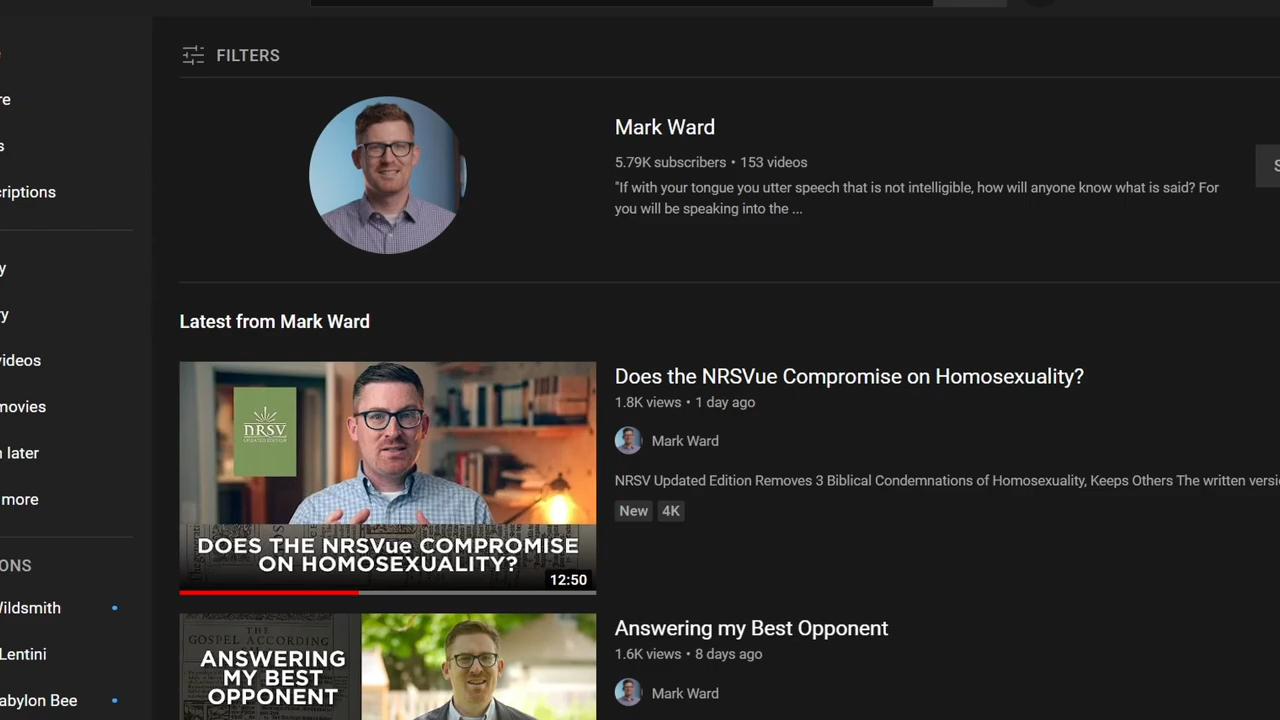 FILTERS
Mark Ward
5.79K subscribers • 153 videos
"If with your tongue you utter speech that is not intelligible, how will anyone know what is said? For
you will be speaking into the ...
Latest from Mark Ward
Does the NRSVue Compromise on Homosexuality?
1.8K views • 1 day ago
Mark Ward
NRSV Updated Edition Removes 3 Biblical Condemnations of Homosexuality, Keeps Others The written versi
New 4K
NRSV
UPDATED EDITION
DOES THE NRSVue COMPROMISE
ON HOMOSEXUALITY?
12:50
Answering my Best Opponent
1.6K views • 8 days ago
Mark Ward
THE
GOSPEL ACCORDING
ANSWERING
MY BEST
OPPONENT
re
s
criptions
y
ry
videos
movies
n later
more
ONS
Wildsmith
Lentini
abylon Bee
S